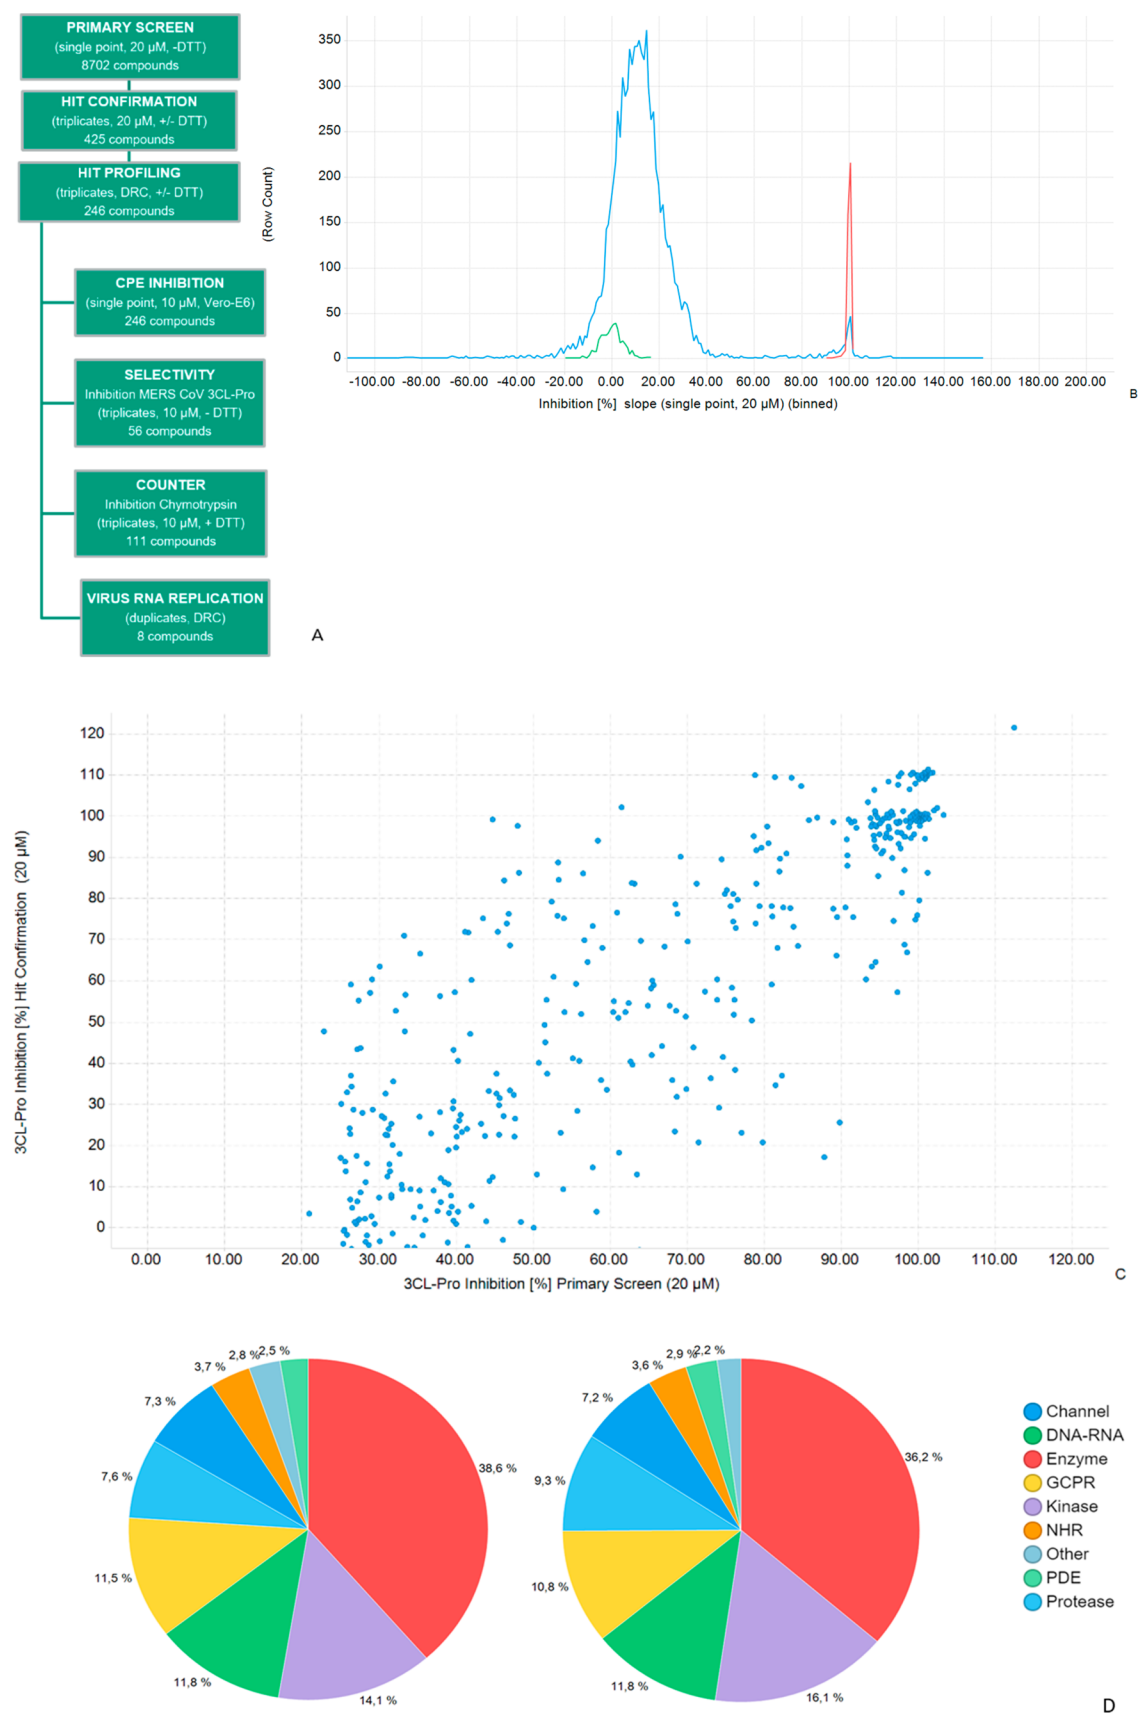 PRIMARY SCREEN
(single point, 20 µM, -DTT)
8702 compounds
HIT CONFIRMATION
(triplicates, 20 µM, +/- DTT)
425 compounds
HIT PROFILING
(triplicates, DRC, +/- DTT)
246 compounds
CPE INHIBITION
(single point, 10 µM, Vero-E6)
246 compounds
SELECTIVITY
Inhibition MERS CoV 3CL-Pro
(triplicates, 10 µM, - DTT)
56 compounds
COUNTER
Inhibition Chymotrypsin
(triplicates, 10 µM, + DTT)
111 compounds
VIRUS RNA REPLICATION
(duplicates, DRC)
8 compounds
A
(Row Count)
350
300
250
200
150
100
50
0
-100.00 -80.00 -60.00 -40.00 -20.00 0.00 20.00 40.00 60.00 80.00 100.00 120.00 140.00 160.00 180.00 200.00
Inhibition [%] slope (single point, 20 µM) (binned)
B
3CL-Pro Inhibition [%] Hit Confirmation (20 µM)
120
110
100
90
80
70
60
50
40
30
20
10
0
0.00 10.00 20.00 30.00 40.00 50.00 60.00 70.00 80.00 90.00 100.00 110.00 120.00
3CL-Pro Inhibition [%] Primary Screen (20 µM)
C
38,6 %
14,1 %
11,8 %
11,5 %
7,6 %
7,3 %
3,7 %
2,8 %
2,5 %
36,2 %
16,1 %
11,8 %
10,8 %
9,3 %
7,2 %
3,6 %
2,9 %
2,2 %
Channel
DNA-RNA
Enzyme
GCPR
Kinase
NHR
Other
PDE
Protease
D